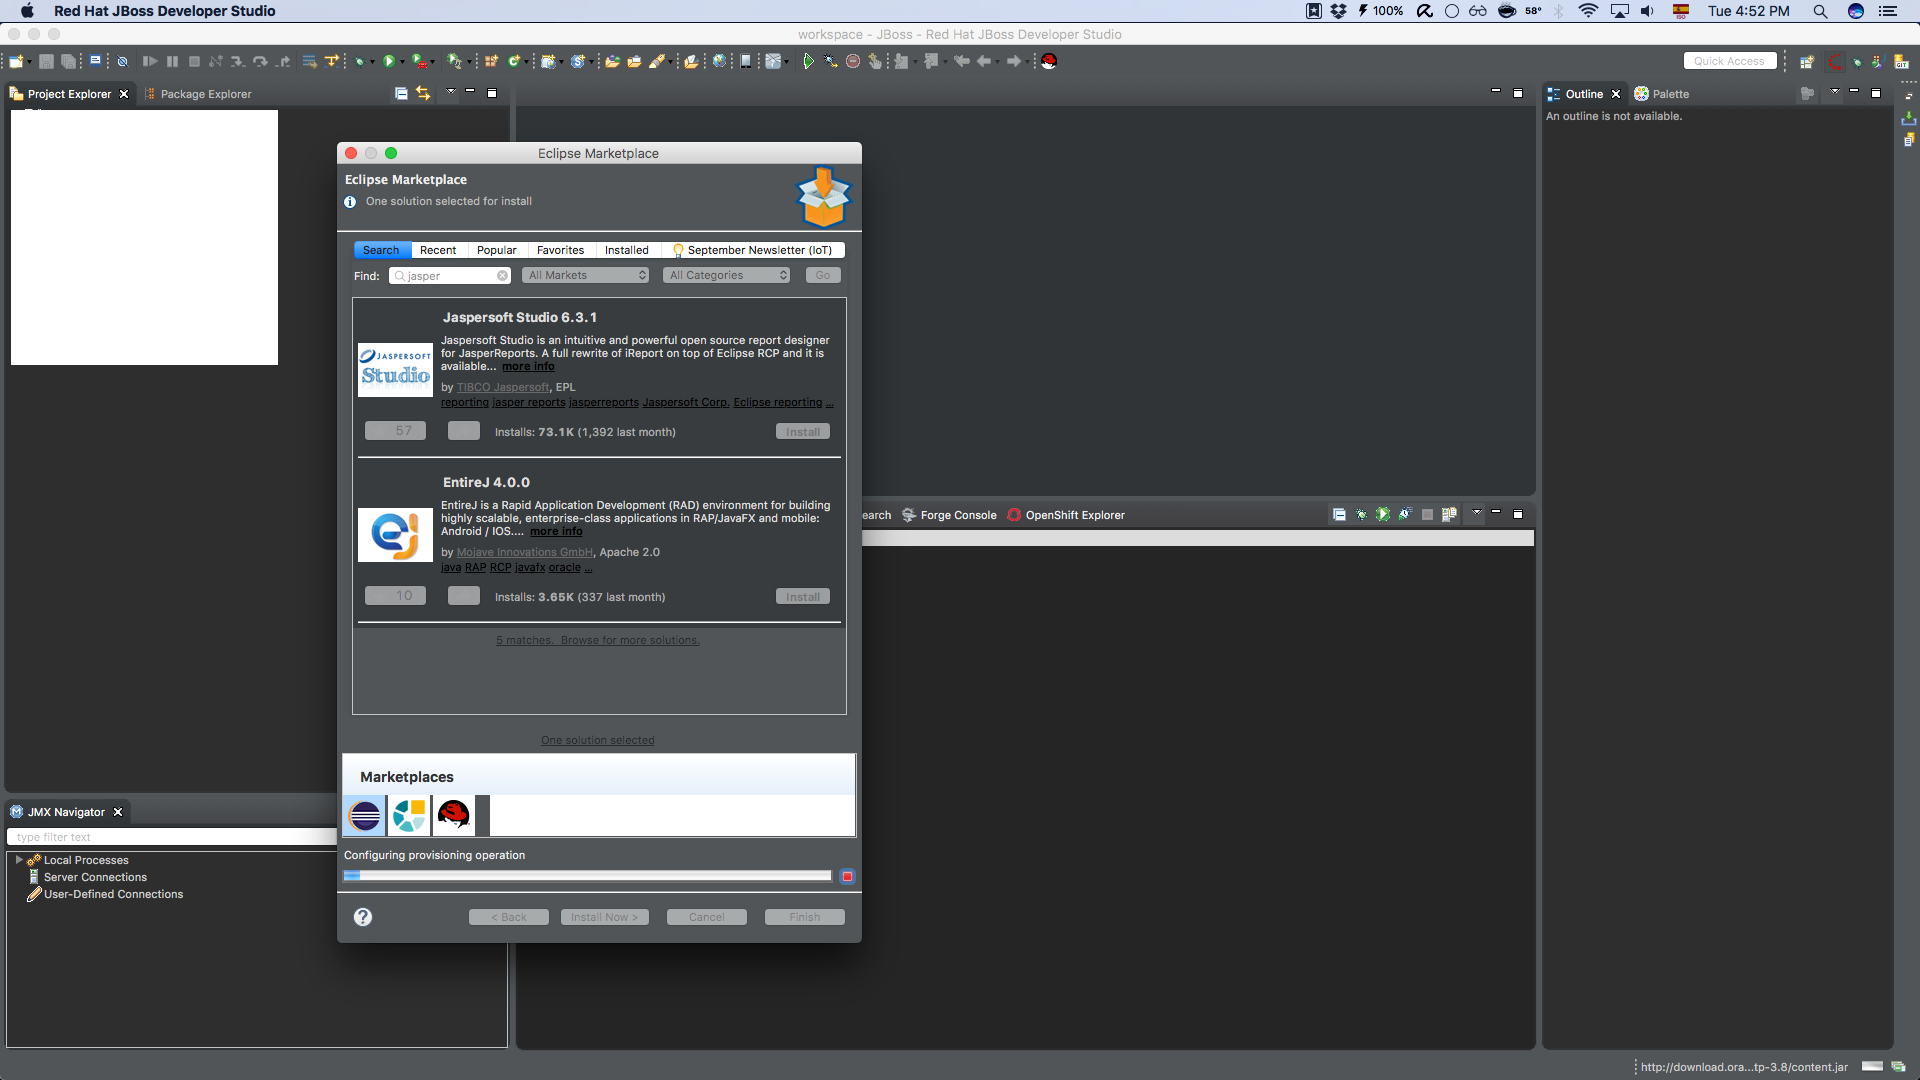 Red Hat JBoss Developer Studio
100%
58°
ISO
Tue 4:52 PM
workspace - JBoss - Red Hat JBoss Developer Studio
Quick Access
GIT
Project Explorer
Package Explorer
Outline
Palette
An outline is not available.
Eclipse Marketplace
Eclipse Marketplace
One solution selected for install
Search
Recent
Popular
Favorites
Installed
September Newsletter (IoT)
Find:
jasper
All Markets
All Categories
Go
Jaspersoft Studio 6.3.1
JASPERSOFT
Studio
Jaspersoft Studio is an intuitive and powerful open source report designer
for JasperReports. A full rewrite of iReport on top of Eclipse RCP and it is
available... more info
by TIBCO Jaspersoft, EPL
reporting jasper reports jasperreports Jaspersoft Corp. Eclipse reporting ...
57
Installs: 73.1K (1,392 last month)
Install
EntireJ 4.0.0
EntireJ is a Rapid Application Development (RAD) environment for building
highly scalable, enterprise-class applications in RAP/JavaFX and mobile:
Android / IOS.... more info
by Mojave Innovations GmbH, Apache 2.0
java RAP RCP javafx oracle ...
10
Installs: 3.65K (337 last month)
Install
5 matches. Browse for more solutions.
One solution selected
Marketplaces
Configuring provisioning operation
< Back
Install Now >
Cancel
Finish
earch
Forge Console
OpenShift Explorer
JMX Navigator
type filter text
Local Processes
Server Connections
User-Defined Connections
http://download.ora...tp-3.8/content.jar